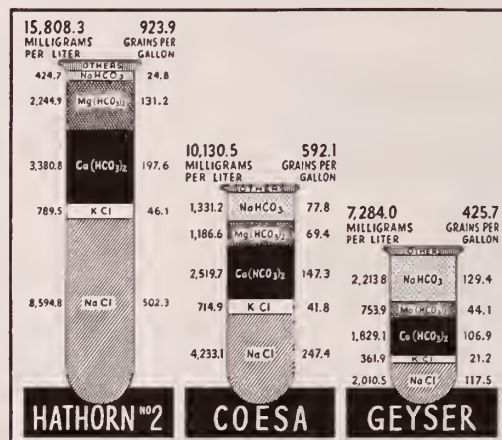 15,808.3 923.9
MILLIGRAMS GRAINS PER
PER LITER GALLON
OTHERS
424.7 NaHCO3 24.8
2,244.9 Mg(HCO3)2 131.2
3,380.8 Ca(HCO3)2 197.6
789.5 K Cl 46.1
8,594.8 NaCl 502.3
HATHORN NO2
10,130.5 592.1
MILLIGRAMS GRAINS PER
PER LITER GALLON
OTHERS
1,331.2 NaHCO3 77.8
1,186.6 Mg(HCO3)2 69.4
2,519.7 Ca(HCO3)2 147.3
714.9 K Cl 41.8
4,233.1 NaCl 247.4
COESA
7,284.0 425.7
MILLIGRAMS GRAINS PER
PER LITER GALLON
OTHERS
2,213.8 NaHCO3 129.4
753.9 Mg(HCO3)2 44.1
1,829.1 Ca(HCO3)2 106.9
361.9 K Cl 21.2
2,010.5 NaCl 117.5
GEYSER